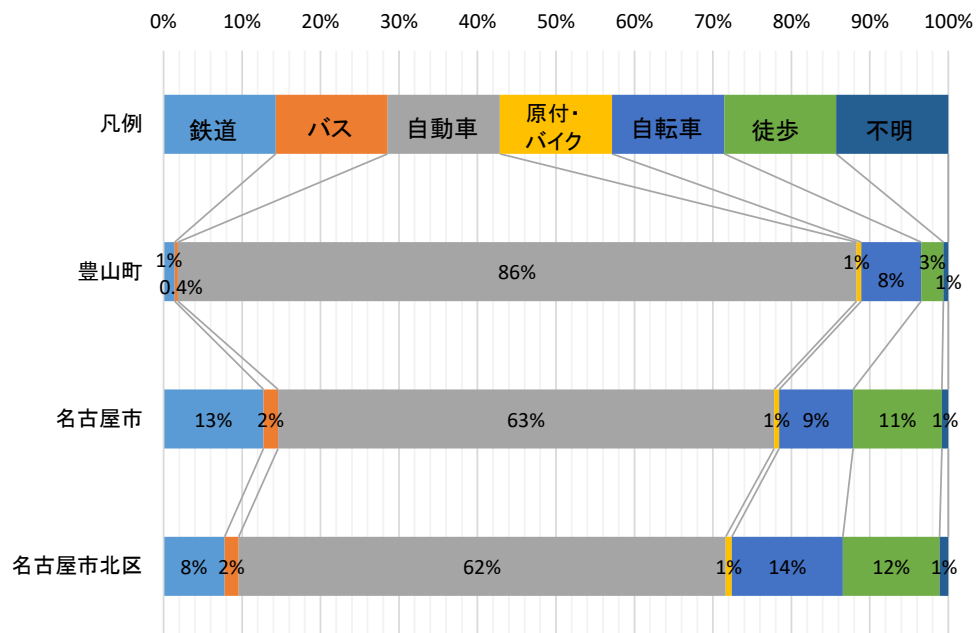 0% 10% 20% 30% 40% 50% 60% 70% 80% 90% 100%
凡例 鉄道 バス 自動車 原付・ 自転車 徒歩 不明
バイク
豊山町 1% 0.4% 86% 1% 8% 3% 1%
名古屋市 13% 2% 63% 1% 9% 11% 1%
名古屋市北区 8% 2% 62% 1% 14% 12% 1%